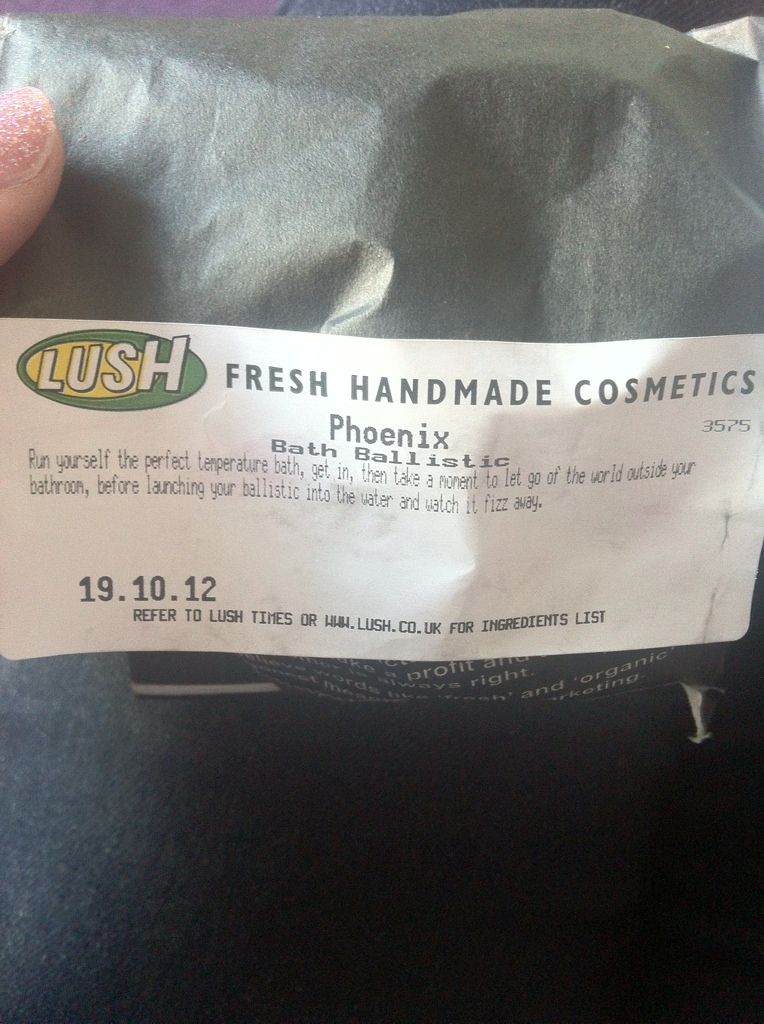 LUSH FRESH HANDMADE COSMETICS
Phoenix
3575
Bath Ballistic
Run yourself the perfect temperature bath, get in, then take a moment to let go of the world outside your
bathroom, before launching your ballistic into the water and watch it fizz away.
19.10.12
REFER TO LUSH TIMES OR WWW.LUSH.CO.UK FOR INGREDIENTS LIST
a profit and
always right.
words like 'fresh' and 'organic'